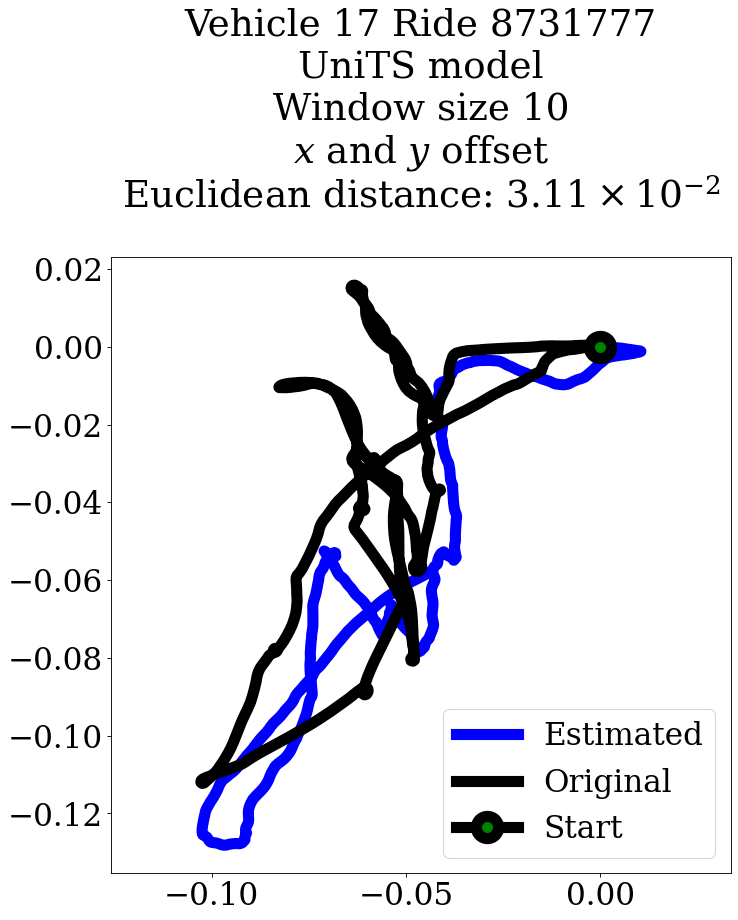 Vehicle 17 Ride 8731777
UniTS model
Window size 10
x and y offset
Euclidean distance: 3.11 × 10⁻²
0.02
0.00
−0.02
−0.04
−0.06
−0.08
−0.10
−0.12
Estimated
Original
Start
−0.10
−0.05
0.00